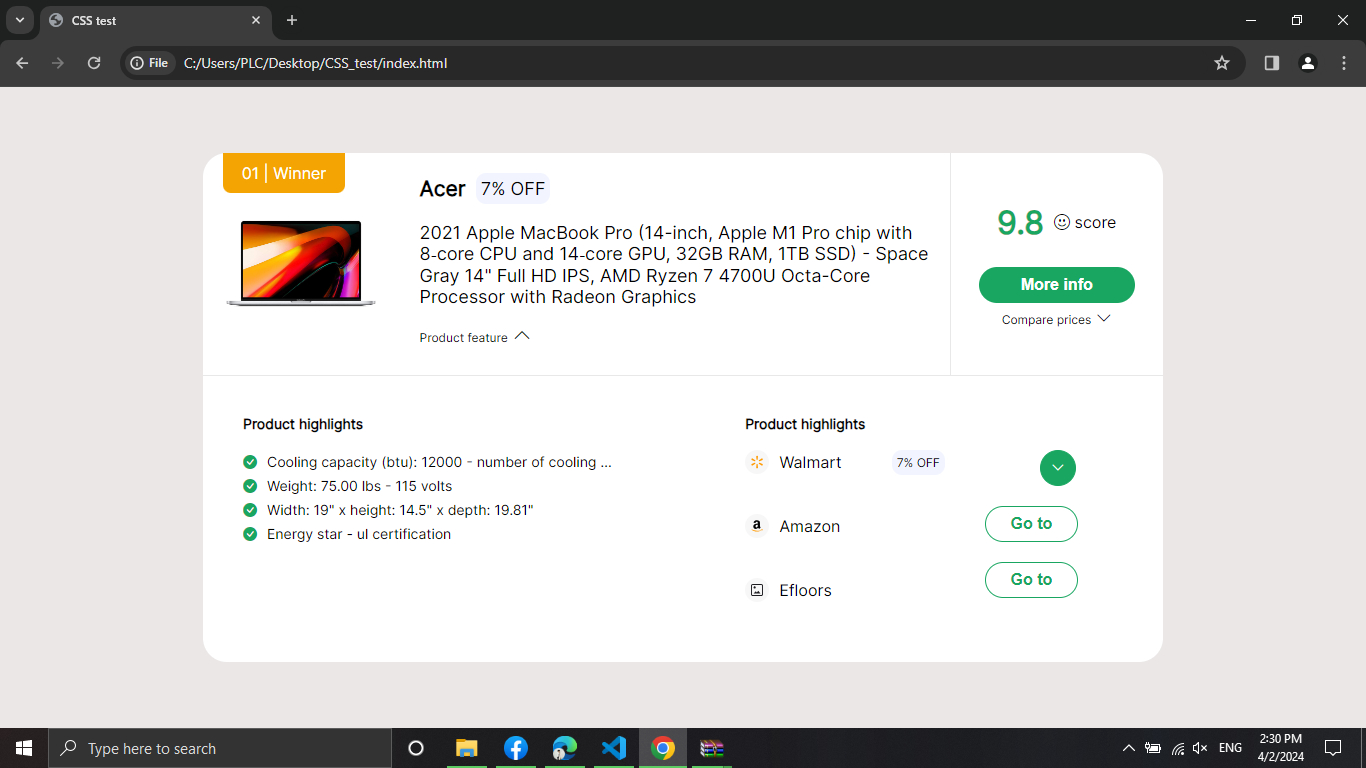 CSS test
File C:/Users/PLC/Desktop/CSS_test/index.html
01 | Winner
Acer 7% OFF
2021 Apple MacBook Pro (14-inch, Apple M1 Pro chip with
8-core CPU and 14-core GPU, 32GB RAM, 1TB SSD) - Space
Gray 14" Full HD IPS, AMD Ryzen 7 4700U Octa-Core
Processor with Radeon Graphics
Product feature
9.8 score
More info
Compare prices
Product highlights
Cooling capacity (btu): 12000 - number of cooling ...
Weight: 75.00 lbs - 115 volts
Width: 19" x height: 14.5" x depth: 19.81"
Energy star - ul certification
Product highlights
Walmart 7% OFF
a Amazon Go to
Efloors Go to
Type here to search
ENG
2:30 PM
4/2/2024